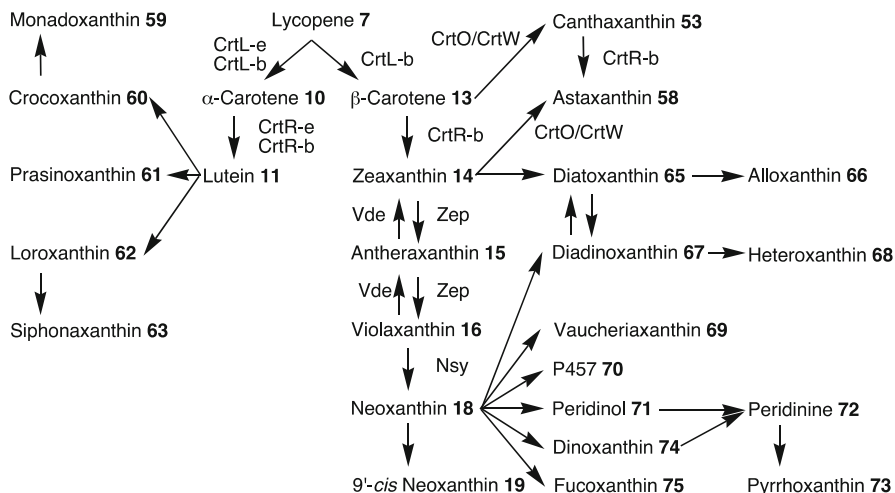 Monadoxanthin 59 Lycopene 7 Canthaxanthin 53
CrtL-e CrtO/CrtW
CrtL-b CrtL-b CrtR-b
Crocoxanthin 60 α-Carotene 10 β-Carotene 13 Astaxanthin 58
CrtR-e CrtR-b CrtO/CrtW
CrtR-b
Prasinoxanthin 61 Lutein 11 Zeaxanthin 14 Diatoxanthin 65 Alloxanthin 66
Vde Zep
Loroxanthin 62 Antheraxanthin 15 Diadinoxanthin 67 Heteroxanthin 68
Vde Zep
Siphonaxanthin 63 Violaxanthin 16 Vaucheriaxanthin 69
Nsy P457 70
Neoxanthin 18 Peridinol 71 Peridinine 72
Dinoxanthin 74
9'-cis Neoxanthin 19 Fucoxanthin 75 Pyrrhoxanthin 73